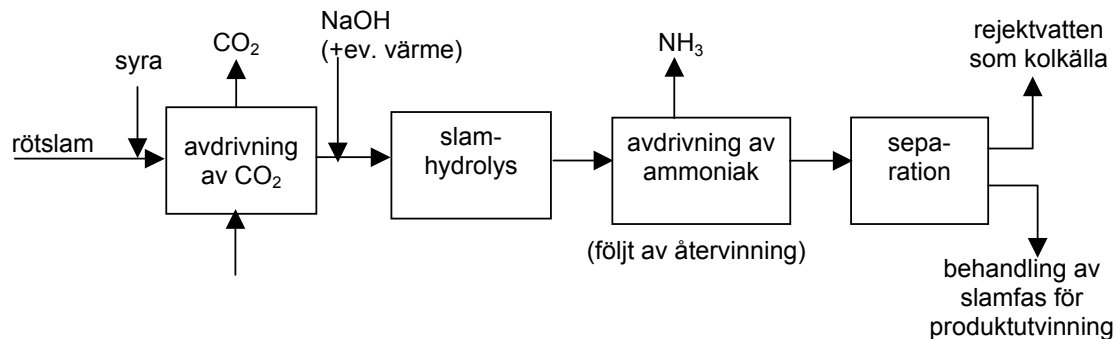 rötslam
syra
avdrivning
av CO₂
CO₂
NaOH
(+ev. värme)
slam-
hydrolys
avdrivning av
ammoniak
NH₃
(följt av återvinning)
sepa-
ration
rejektvatten
som kolkälla
behandling av
slamfas för
produktutvinning